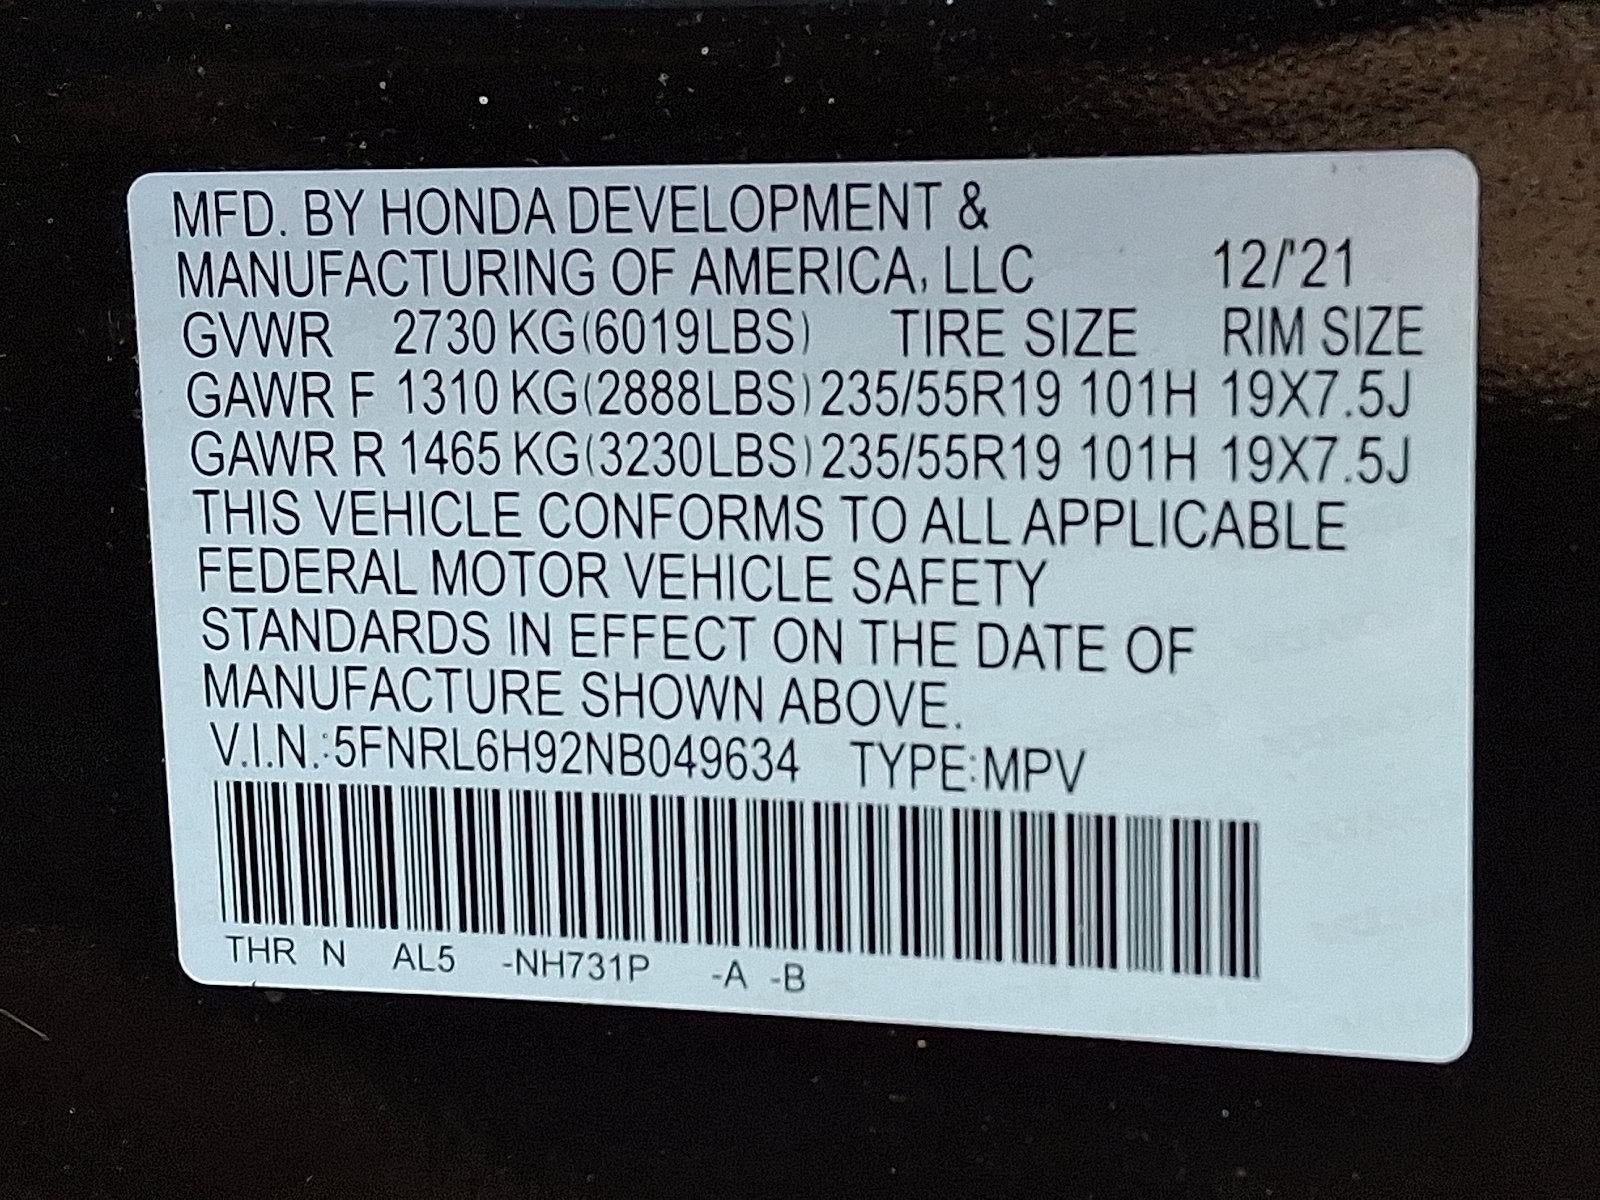 MFD. BY HONDA DEVELOPMENT &
MANUFACTURING OF AMERICA, LLC 12/'21
GVWR 2730 KG(6019LBS) TIRE SIZE RIM SIZE
GAWR F 1310 KG(2888LBS) 235/55R19 101H 19X7.5J
GAWR R 1465 KG(3230LBS) 235/55R19 101H 19X7.5J
THIS VEHICLE CONFORMS TO ALL APPLICABLE
FEDERAL MOTOR VEHICLE SAFETY
STANDARDS IN EFFECT ON THE DATE OF
MANUFACTURE SHOWN ABOVE.
V.I.N.:5FNRL6H92NB049634 TYPE:MPV
THR N AL5 -NH731P -A -B